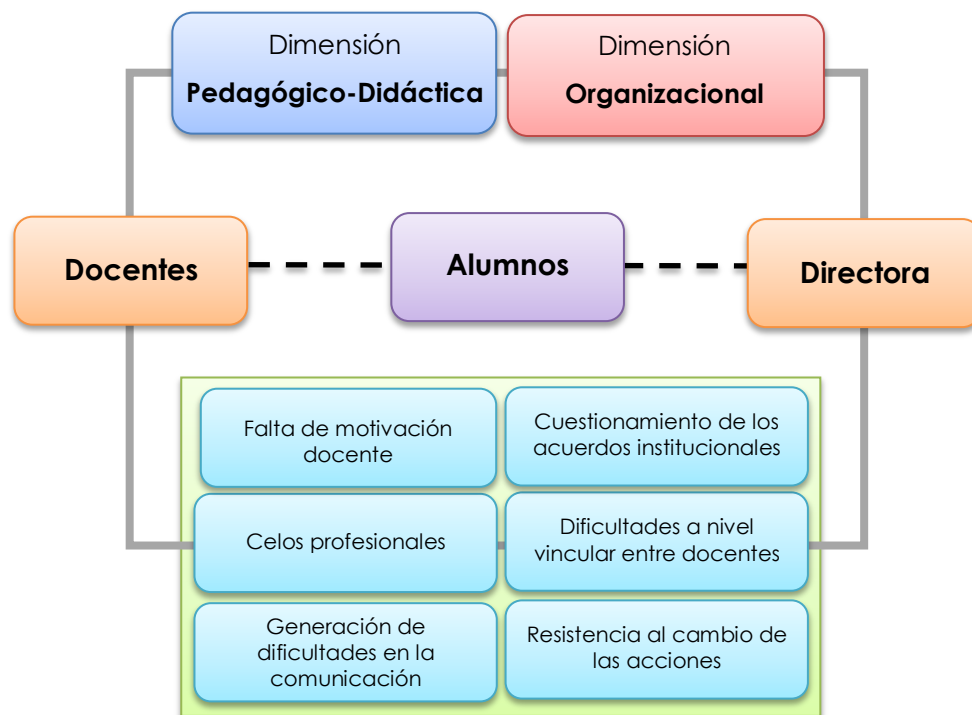 Dimensión
Pedagógico-Didáctica
Dimensión
Organizacional
Docentes
Alumnos
Directora
Falta de motivación
docente
Cuestionamiento de los
acuerdos institucionales
Celos profesionales
Dificultades a nivel
vincular entre docentes
Generación de
dificultades en la
comunicación
Resistencia al cambio de
las acciones